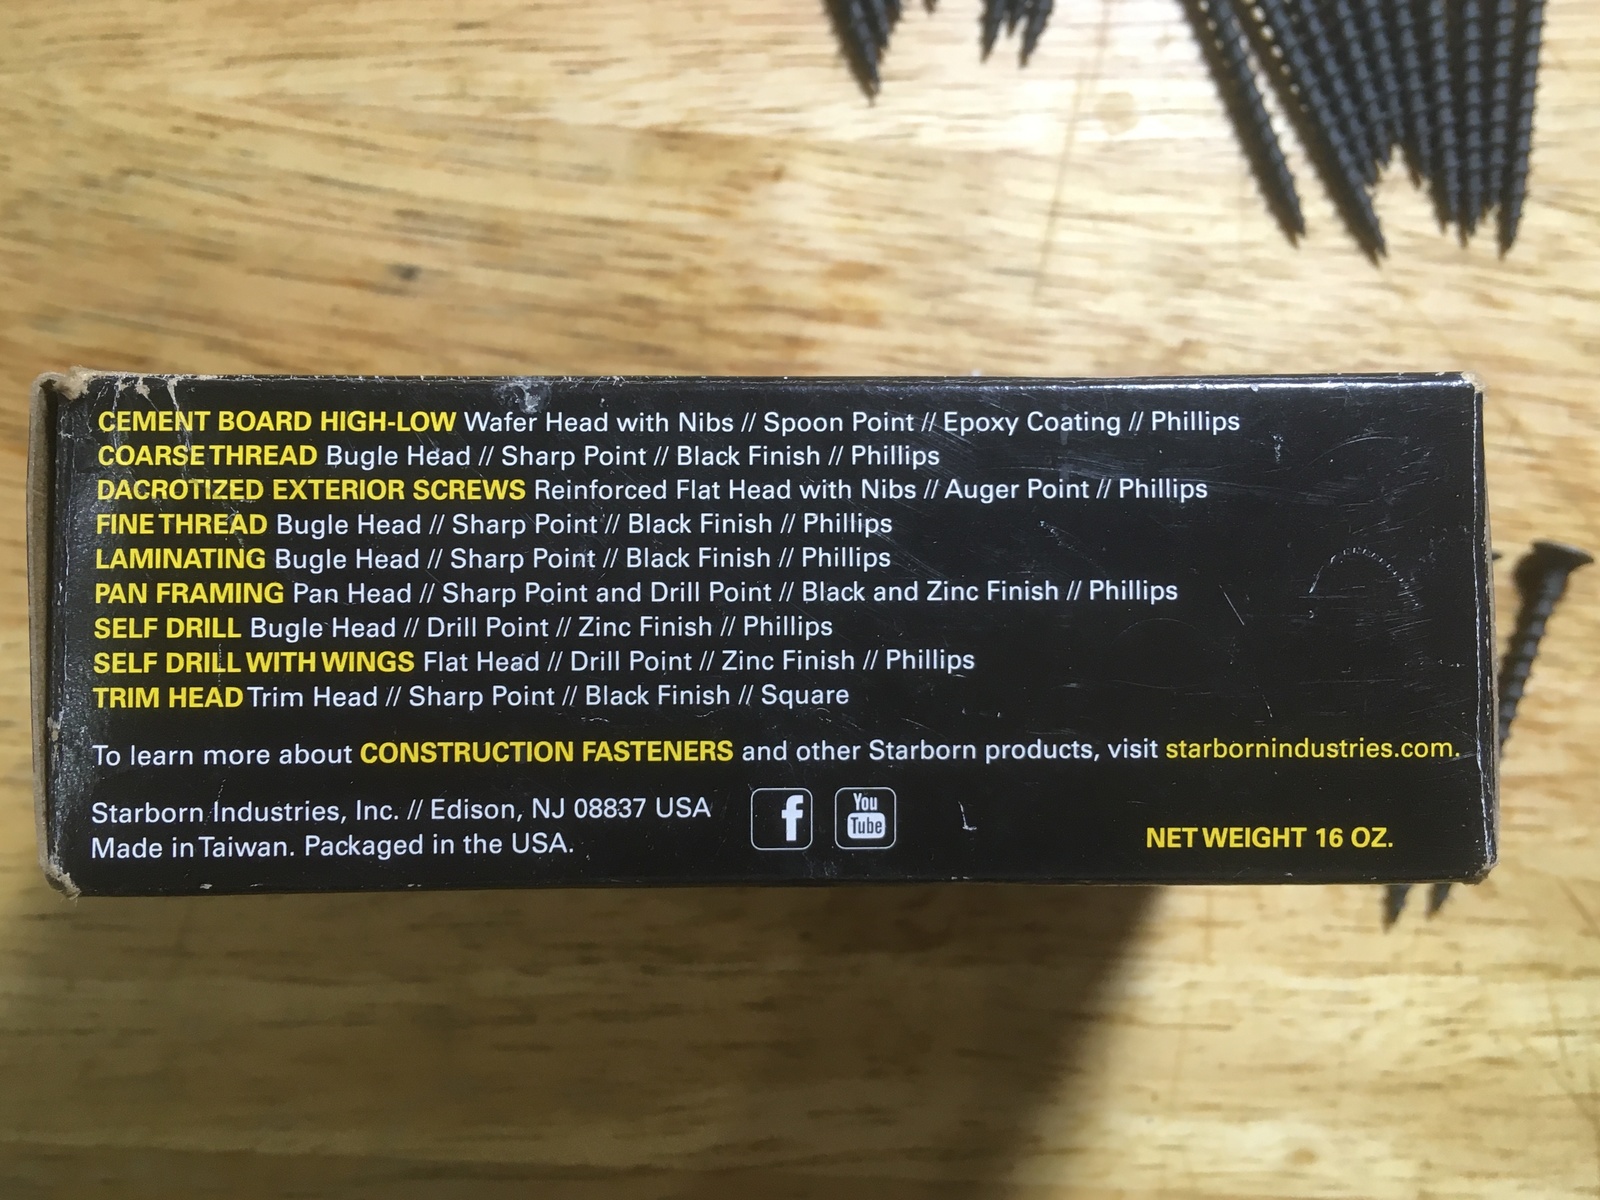 CEMENT BOARD HIGH-LOW Wafer Head with Nibs // Spoon Point // Epoxy Coating // Phillips
COARSE THREAD Bugle Head // Sharp Point // Black Finish // Phillips
DACROTIZED EXTERIOR SCREWS Reinforced Flat Head with Nibs // Auger Point // Phillips
FINE THREAD Bugle Head // Sharp Point // Black Finish // Phillips
LAMINATING Bugle Head // Sharp Point // Black Finish // Phillips
PAN FRAMING Pan Head // Sharp Point and Drill Point // Black and Zinc Finish // Phillips
SELF DRILL Bugle Head // Drill Point // Zinc Finish // Phillips
SELF DRILL WITH WINGS Flat Head // Drill Point // Zinc Finish // Phillips
TRIM HEAD Trim Head // Sharp Point // Black Finish // Square
To learn more about CONSTRUCTION FASTENERS and other Starborn products, visit starbornindustries.com.
Starborn Industries, Inc. // Edison, NJ 08837 USA
Made in Taiwan. Packaged in the USA.
f
You
Tube
NET WEIGHT 16 OZ.